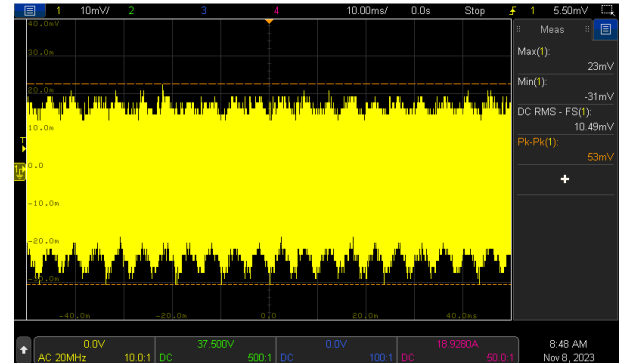 1 10mV/ 2 3 4 10.00ms/ 0.0s Stop 1 5.50mV
40.0mV
30.0m
20.0m
10.0m
0.0
-10.0m
-20.0m
-30.0m
-40.0m -20.0m 0.0 20.0m 40.0ms
T
Meas
Max(1):
23mV
Min(1):
-31mV
DC RMS - FS(1):
10.49mV
Pk-Pk(1):
53mV
+
0.0V 37.500V 0.0V 18.9280A 8:48 AM
AC 20MHz 10.0:1 DC 500:1 DC 100:1 DC 50.0:1 Nov 8, 2023